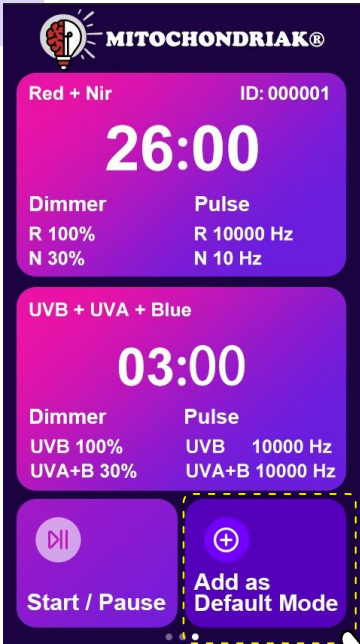 MITOCHONDRIAK®
Red + Nir ID: 000001
26:00
Dimmer Pulse
R 100% R 10000 Hz
N 30% N 10 Hz
UVB + UVA + Blue
03:00
Dimmer Pulse
UVB 100% UVB 10000 Hz
UVA+B 30% UVA+B 10000 Hz
Start / Pause
Add as
Default Mode